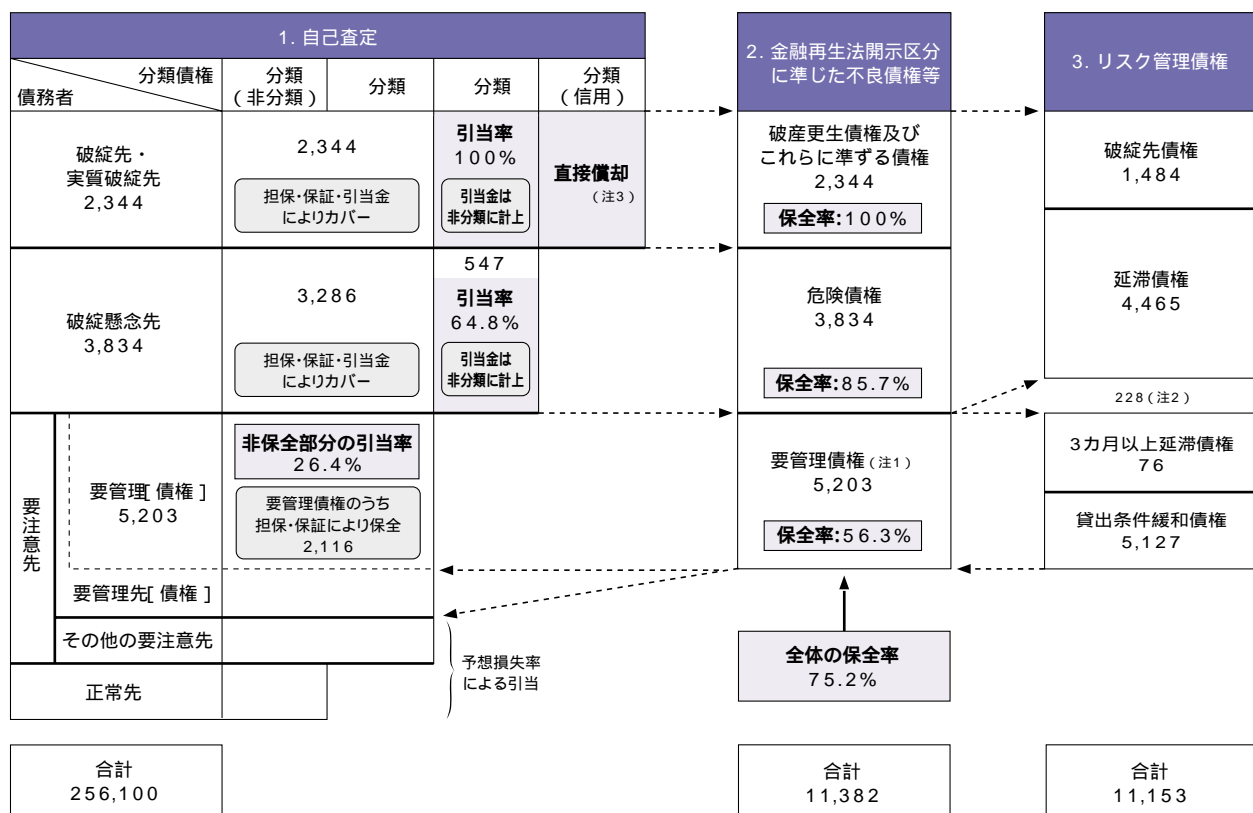 1. 自己査定
分類債権
債務者
分類
（非分類）
分類
分類
分類
（信用）
破綻先・
実質破綻先
2,344
2,344
担保・保証・引当金
によりカバー
引当率
100%
引当金は
非分類に計上
直接償却
（注3）
破綻懸念先
3,834
3,286
担保・保証・引当金
によりカバー
547
引当率
64.8%
引当金は
非分類に計上
要注意先
要管理［債権］
5,203
非保全部分の引当率
26.4%
要管理債権のうち
担保・保証により保全
2,116
要管理先［債権］
その他の要注意先
正常先
予想損失率
による引当
合計
256,100
2. 金融再生法開示区分
に準じた不良債権等
破産更生債権及び
これらに準ずる債権
2,344
保全率:100%
危険債権
3,834
保全率:85.7%
要管理債権（注1）
5,203
保全率:56.3%
全体の保全率
75.2%
合計
11,382
3. リスク管理債権
破綻先債権
1,484
延滞債権
4,465
228（注2）
3カ月以上延滞債権
76
貸出条件緩和債権
5,127
合計
11,153